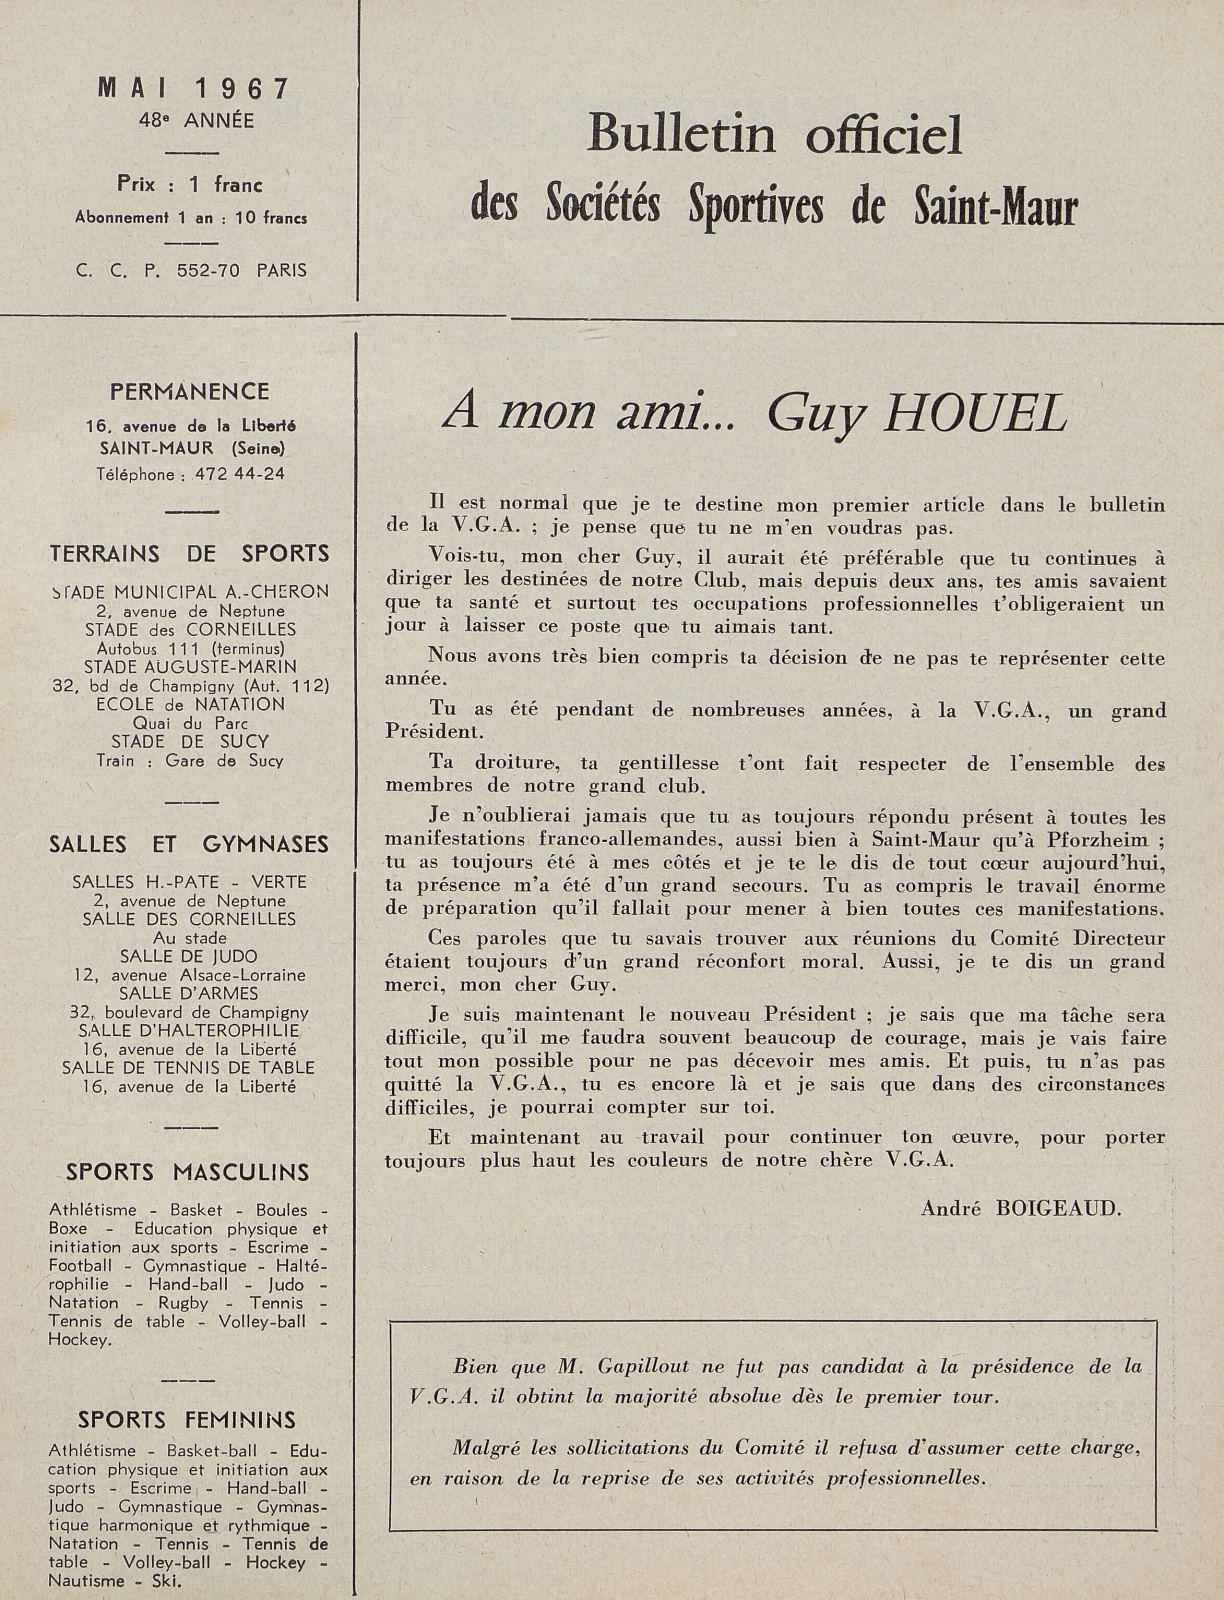 MAI 1967
48e ANNÉE
Prix : 1 franc
Abonnement 1 an : 10 francs
C. C. P. 552-70 PARIS
Bulletin officiel
des Sociétés Sportives de Saint-Maur
PERMANENCE
16, avenue de la Liberté
SAINT-MAUR (Seine)
Téléphone : 472 44-24
TERRAINS DE SPORTS
STADE MUNICIPAL A.-CHERON
2, avenue de Neptune
STADE des CORNEILLES
Autobus 111 (terminus)
STADE AUGUSTE-MARIN
32, bd de Champigny (Aut. 112)
ECOLE de NATATION
Quai du Parc
STADE DE SUCY
Train : Gare de Sucy
SALLES ET GYMNASES
SALLES H.-PATE - VERTE
2, avenue de Neptune
SALLE DES CORNEILLES
Au stade
SALLE DE JUDO
12, avenue Alsace-Lorraine
SALLE D'ARMES
32, boulevard de Champigny
SALLE D'HALTEROPHILIE
16, avenue de la Liberté
SALLE DE TENNIS DE TABLE
16, avenue de la Liberté
SPORTS MASCULINS
Athlétisme - Basket - Boules -
Boxe - Education physique et
initiation aux sports - Escrime -
Football - Gymnastique - Halté-
rophilie - Hand-ball - Judo -
Natation - Rugby - Tennis -
Tennis de table - Volley-ball -
Hockey.
SPORTS FEMININS
Athlétisme - Basket-ball - Edu-
cation physique et initiation aux
sports - Escrime - Hand-ball -
Judo - Gymnastique - Gymnas-
tique harmonique et rythmique -
Natation - Tennis - Tennis de
table - Volley-ball - Hockey -
Nautisme - Ski.
A mon ami... Guy HOUEL
Il est normal que je te destine mon premier article dans le bulletin
de la V.G.A. ; je pense que tu ne m'en voudras pas.
Vois-tu, mon cher Guy, il aurait été préférable que tu continues à
diriger les destinées de notre Club, mais depuis deux ans, tes amis savaient
que ta santé et surtout tes occupations professionnelles t'obligeraient un
jour à laisser ce poste que tu aimais tant.
Nous avons très bien compris ta décision de ne pas te représenter cette
année.
Tu as été pendant de nombreuses années, à la V.G.A., un grand
Président.
Ta droiture, ta gentillesse t'ont fait respecter de l'ensemble des
membres de notre grand club.
Je n'oublierai jamais que tu as toujours répondu présent à toutes les
manifestations franco-allemandes, aussi bien à Saint-Maur qu'à Pforzheim ;
tu as toujours été à mes côtés et je te le dis de tout cœur aujourd'hui,
ta présence m'a été d'un grand secours. Tu as compris le travail énorme
de préparation qu'il fallait pour mener à bien toutes ces manifestations.
Ces paroles que tu savais trouver aux réunions du Comité Directeur
étaient toujours d'un grand réconfort moral. Aussi, je te dis un grand
merci, mon cher Guy.
Je suis maintenant le nouveau Président ; je sais que ma tâche sera
difficile, qu'il me faudra souvent beaucoup de courage, mais je vais faire
tout mon possible pour ne pas décevoir mes amis. Et puis, tu n'as pas
quitté la V.G.A., tu es encore là et je sais que dans des circonstances
difficiles, je pourrai compter sur toi.
Et maintenant au travail pour continuer ton œuvre, pour porter
toujours plus haut les couleurs de notre chère V.G.A.
André BOIGEAUD.
Bien que M. Gapillout ne fut pas candidat à la présidence de la
V.G.A. il obtint la majorité absolue dès le premier tour.
Malgré les sollicitations du Comité il refusa d'assumer cette charge,
en raison de la reprise de ses activités professionnelles.